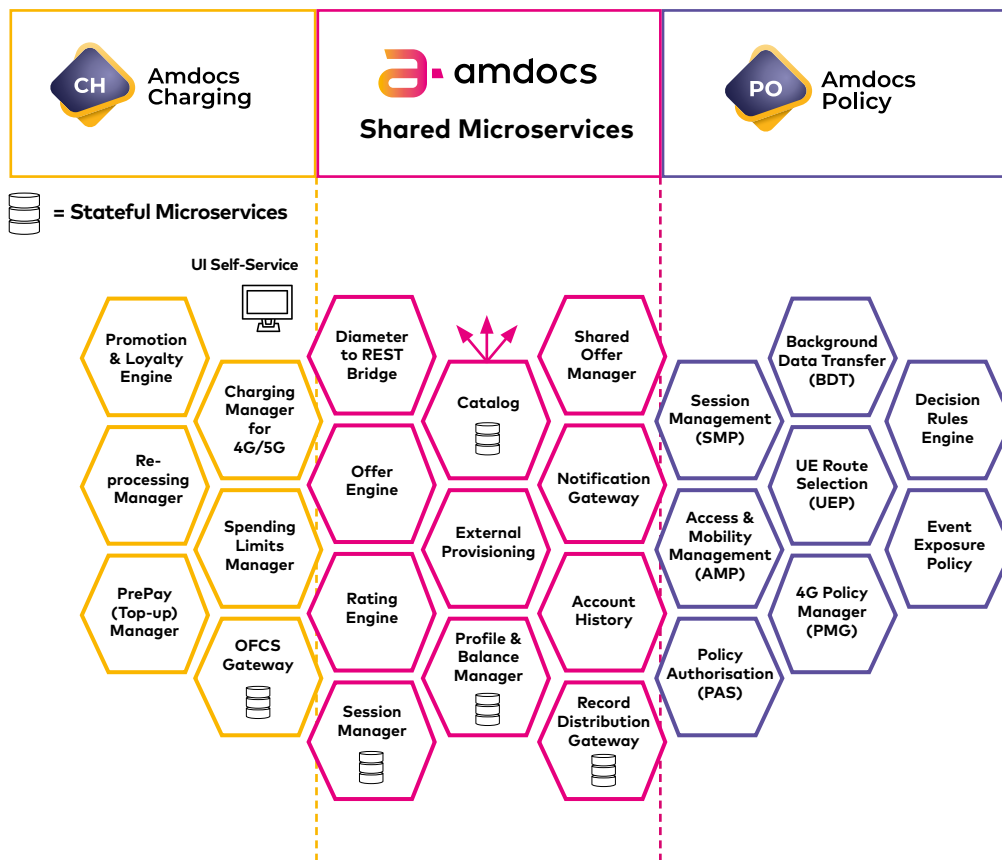 CH
Amdocs
Charging
amdocs
Shared Microservices
PO
Amdocs
Policy
= Stateful Microservices
UI Self-Service
Promotion
& Loyalty
Engine
Charging
Manager
for
4G/5G
Re-
processing
Manager
Spending
Limits
Manager
PrePay
(Top-up)
Manager
OFCS
Gateway
Diameter
to REST
Bridge
Catalog
Shared
Offer
Manager
Offer
Engine
Notification
Gateway
External
Provisioning
Rating
Engine
Account
History
Profile &
Balance
Manager
Session
Manager
Record
Distribution
Gateway
Background
Data Transfer
(BDT)
Session
Management
(SMP)
Decision
Rules
Engine
UE Route
Selection
(UEP)
Access &
Mobility
Management
(AMP)
Event
Exposure
Policy
4G Policy
Manager
(PMG)
Policy
Authorisation
(PAS)